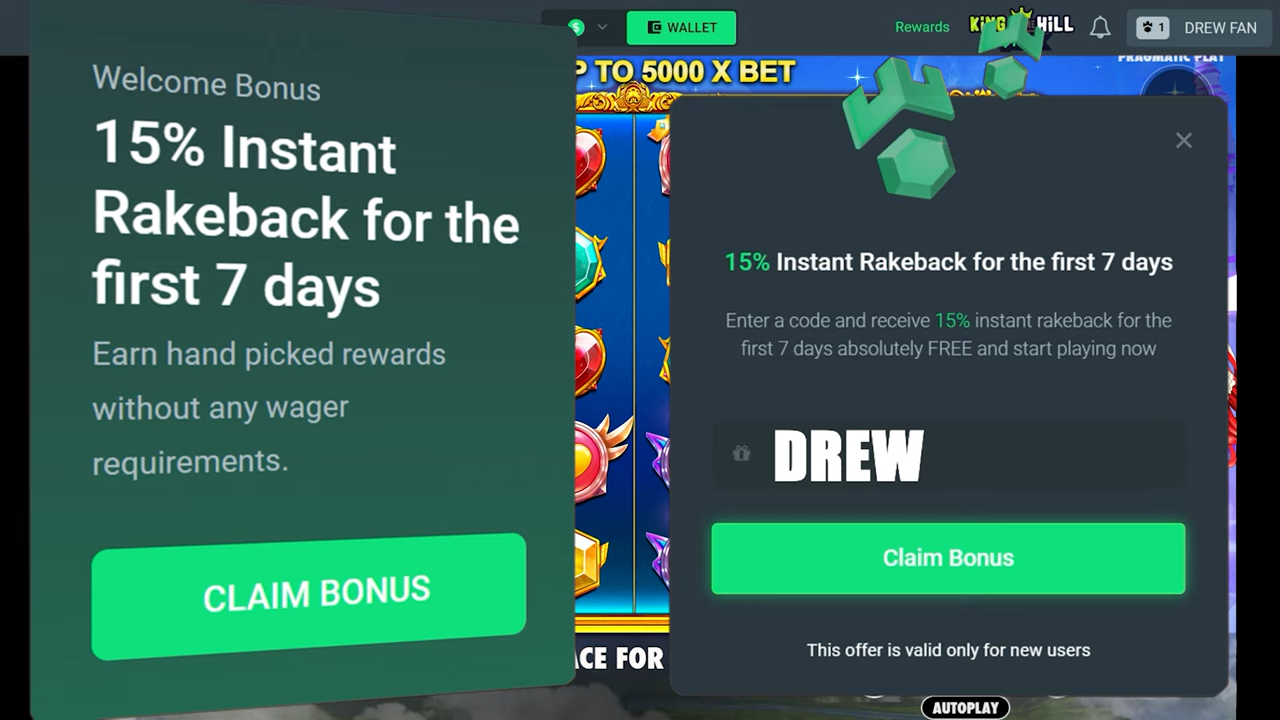 WALLET
Rewards
KING
HILL
1
DREW FAN
P TO 5000 X BET
PRAGMATIC PLAY
Welcome Bonus
15% Instant
Rakeback for the
first 7 days
Earn hand picked rewards
without any wager
requirements.
CLAIM BONUS
15% Instant Rakeback for the first 7 days
Enter a code and receive 15% instant rakeback for the
first 7 days absolutely FREE and start playing now
DREW
Claim Bonus
This offer is valid only for new users
ACE FOR
AUTOPLAY